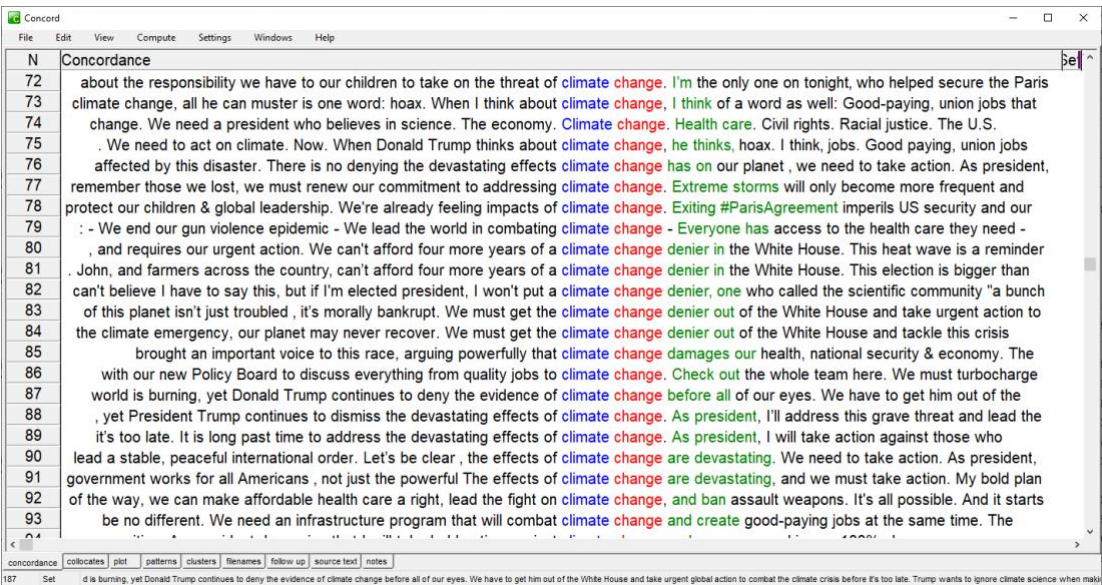 Concord
File Edit View Compute Settings Windows Help
N Concordance Set
72 about the responsibility we have to our children to take on the threat of climate change. I'm the only one on tonight, who helped secure the Paris
73 climate change, all he can muster is one word: hoax. When I think about climate change, I think of a word as well: Good-paying, union jobs that
74 change. We need a president who believes in science. The economy. Climate change. Health care. Civil rights. Racial justice. The U.S.
75 . We need to act on climate. Now. When Donald Trump thinks about climate change, he thinks, hoax. I think, jobs. Good paying, union jobs
76 affected by this disaster. There is no denying the devastating effects climate change has on our planet , we need to take action. As president,
77 remember those we lost, we must renew our commitment to addressing climate change. Extreme storms will only become more frequent and
78 protect our children & global leadership. We're already feeling impacts of climate change. Exiting #ParisAgreement imperils US security and our
79 : - We end our gun violence epidemic - We lead the world in combating climate change - Everyone has access to the health care they need -
80 , and requires our urgent action. We can't afford four more years of a climate change denier in the White House. This heat wave is a reminder
81 . John, and farmers across the country, can't afford four more years of a climate change denier in the White House. This election is bigger than
82 can't believe I have to say this, but if I'm elected president, I won't put a climate change denier, one who called the scientific community "a bunch
83 of this planet isn't just troubled , it's morally bankrupt. We must get the climate change denier out of the White House and take urgent action to
84 the climate emergency, our planet may never recover. We must get the climate change denier out of the White House and tackle this crisis
85 brought an important voice to this race, arguing powerfully that climate change damages our health, national security & economy. The
86 with our new Policy Board to discuss everything from quality jobs to climate change. Check out the whole team here. We must turbocharge
87 world is burning, yet Donald Trump continues to deny the evidence of climate change before all of our eyes. We have to get him out of the
88 , yet President Trump continues to dismiss the devastating effects of climate change. As president, I'll address this grave threat and lead the
89 it's too late. It is long past time to address the devastating effects of climate change. As president, I will take action against those who
90 lead a stable, peaceful international order. Let's be clear , the effects of climate change are devastating. We need to take action. As president,
91 government works for all Americans , not just the powerful The effects of climate change are devastating, and we must take action. My bold plan
92 of the way, we can make affordable health care a right, lead the fight on climate change, and ban assault weapons. It's all possible. And it starts
93 be no different. We need an infrastructure program that will combat climate change and create good-paying jobs at the same time. The
concordance collocates plot patterns clusters filenames follow up source text notes
187 Set d is burning, yet Donald Trump continues to deny the evidence of climate change before all of our eyes. We have to get him out of the White House and take urgent global action to combat the climate crisis before it's too late. Trump wants to ignore climate science when maki